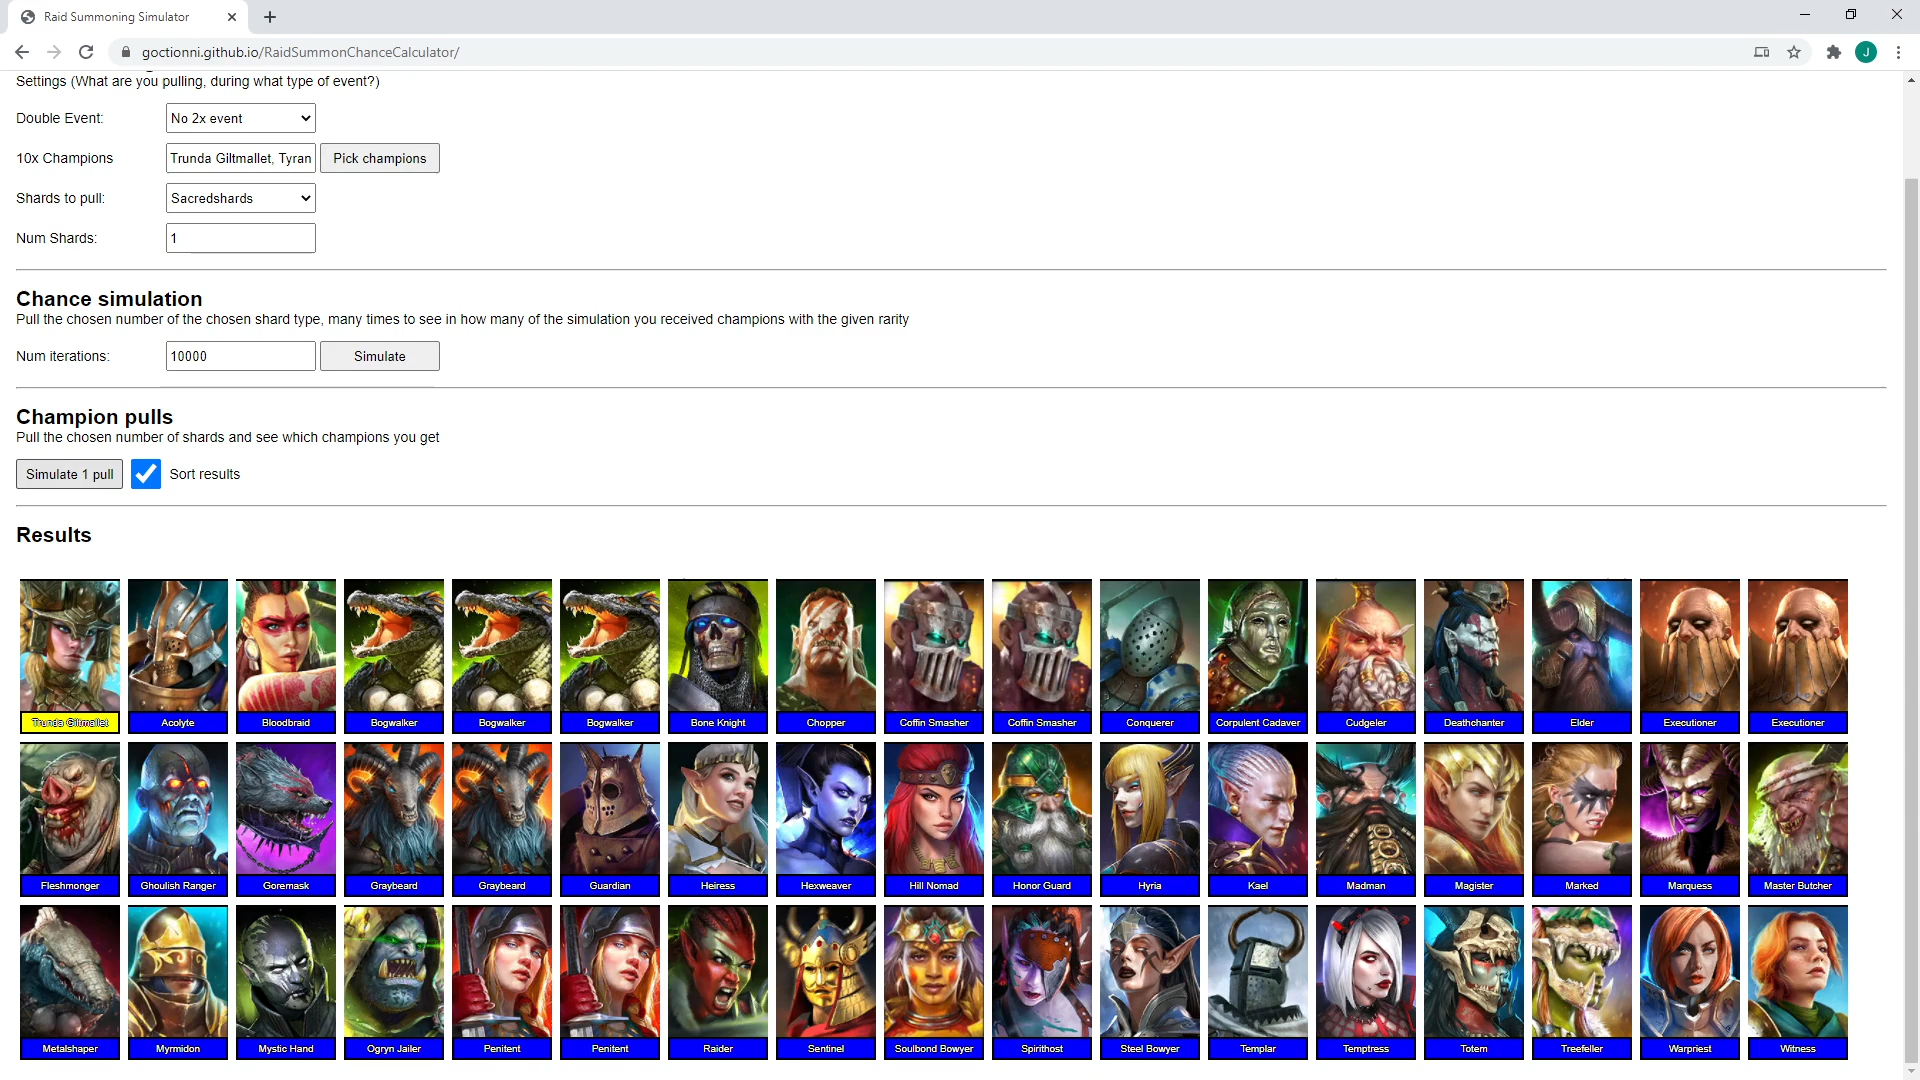 Raid Summoning Simulator
goctionni.github.io/RaidSummonChanceCalculator/
J
Settings (What are you pulling, during what type of event?)
Double Event: No 2x event
10x Champions Trunda Giltmallet, Tyran Pick champions
Shards to pull: Sacredshards
Num Shards: 1
Chance simulation
Pull the chosen number of the chosen shard type, many times to see in how many of the simulation you received champions with the given rarity
Num iterations: 10000 Simulate
Champion pulls
Pull the chosen number of shards and see which champions you get
Simulate 1 pull Sort results
Results
Trunda Giltmallet Acolyte Bloodbraid Bogwalker Bogwalker Bogwalker Bone Knight Chopper Coffin Smasher Coffin Smasher Conquerer Corpulent Cadaver Cudgeler Deathchanter Elder Executioner Executioner
Fleshmonger Ghoulish Ranger Goremask Graybeard Graybeard Guardian Heiress Hexweaver Hill Nomad Honor Guard Hyria Kael Madman Magister Marked Marquess Master Butcher
Metalshaper Myrmidon Mystic Hand Ogryn Jailer Penitent Penitent Raider Sentinel Soulbond Bowyer Spirithost Steel Bowyer Templar Temptress Totem Treefeller Warpriest Witness